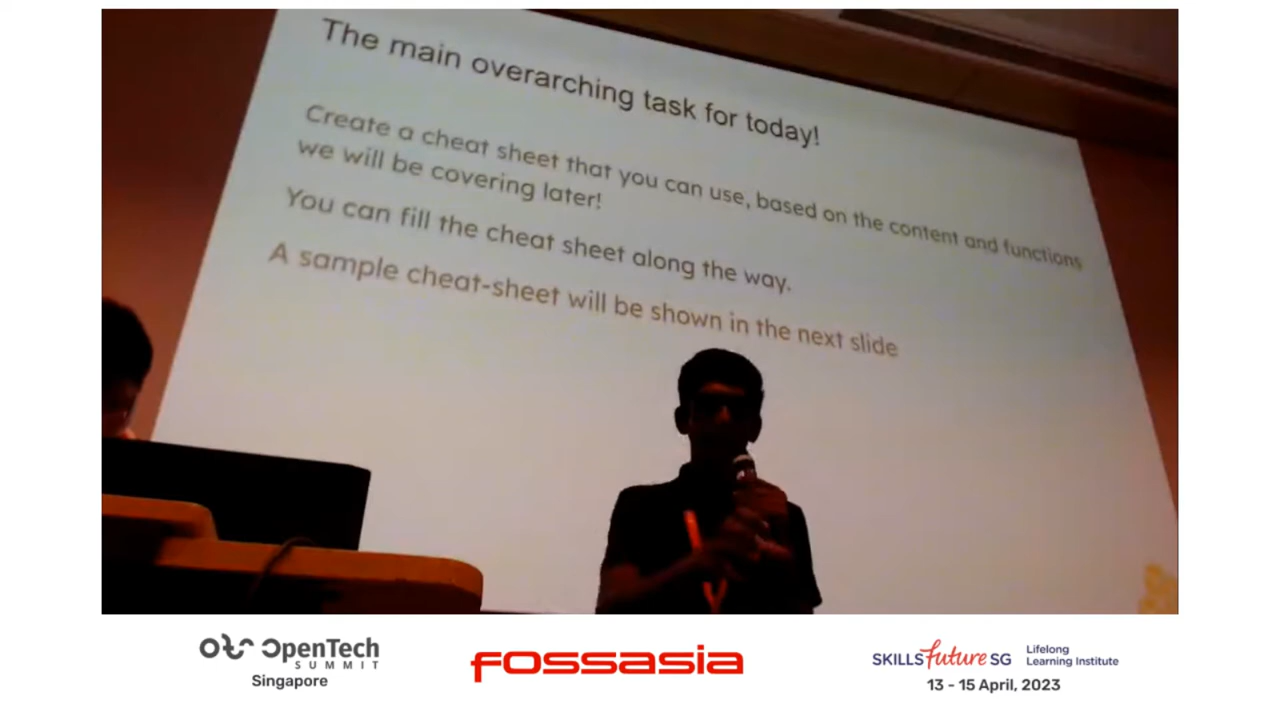 The main overarching task for today!
Create a cheat sheet that you can use, based on the content and functions
we will be covering later!
You can fill the cheat sheet along the way.
A sample cheat-sheet will be shown in the next slide
OpenTech
SUMMIT
Singapore
FOSSASIA
SKILLS future SG
Lifelong
Learning Institute
13 - 15 April, 2023